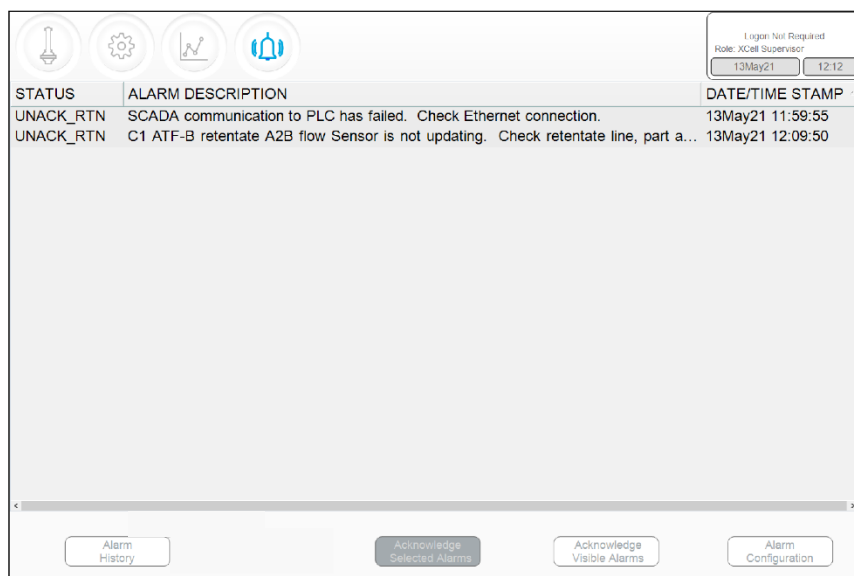 Logon Not Required
Role: XCell Supervisor
13May21 12:12
STATUS ALARM DESCRIPTION DATE/TIME STAMP
UNACK_RTN SCADA communication to PLC has failed. Check Ethernet connection. 13May21 11:59:55
UNACK_RTN C1 ATF-B retentate A2B flow Sensor is not updating. Check retentate line, part a... 13May21 12:09:50
Alarm
History
Acknowledge
Selected Alarms
Acknowledge
Visible Alarms
Alarm
Configuration